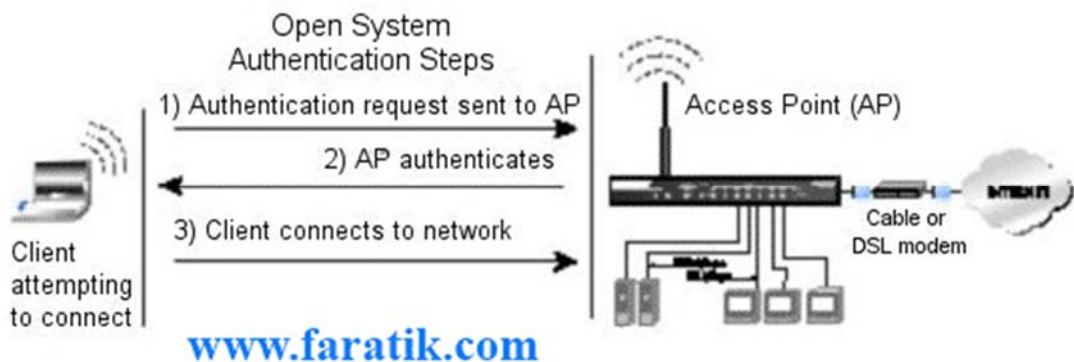 Open System
Authentication Steps
1) Authentication request sent to AP
Access Point (AP)
2) AP authenticates
3) Client connects to network
Client
attempting
to connect
Cable or
DSL modem
INTERNET
www.faratik.com